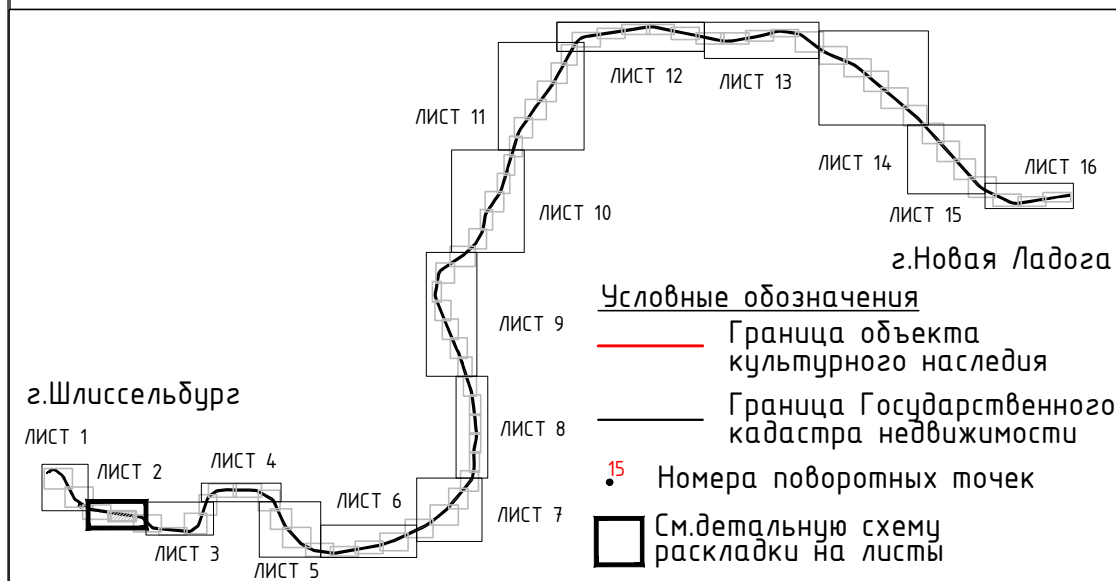 ЛИСТ 12
ЛИСТ 13
ЛИСТ 11
ЛИСТ 14
ЛИСТ 16
ЛИСТ 10
ЛИСТ 15
г.Новая Ладога
Условные обозначения
ЛИСТ 9
Граница объекта
культурного наследия
г.Шлиссельбург
Граница Государственного
кадастра недвижимости
ЛИСТ 8
ЛИСТ 1
ЛИСТ 2
ЛИСТ 4
15
Номера поворотных точек
ЛИСТ 6
ЛИСТ 7
См.детальную схему
раскладки на листы
ЛИСТ 3
ЛИСТ 5